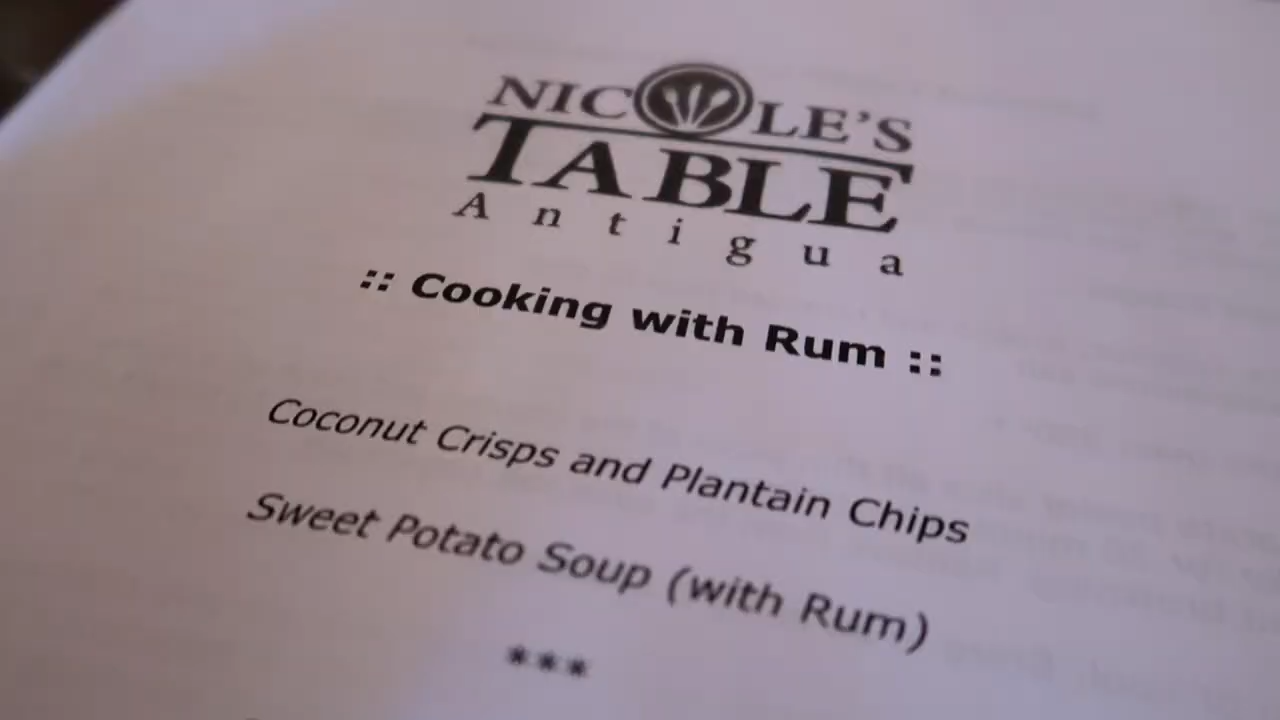 NICOLE'S
TABLE
Antigua
:: Cooking with Rum ::
Coconut Crisps and Plantain Chips
Sweet Potato Soup (with Rum)
***